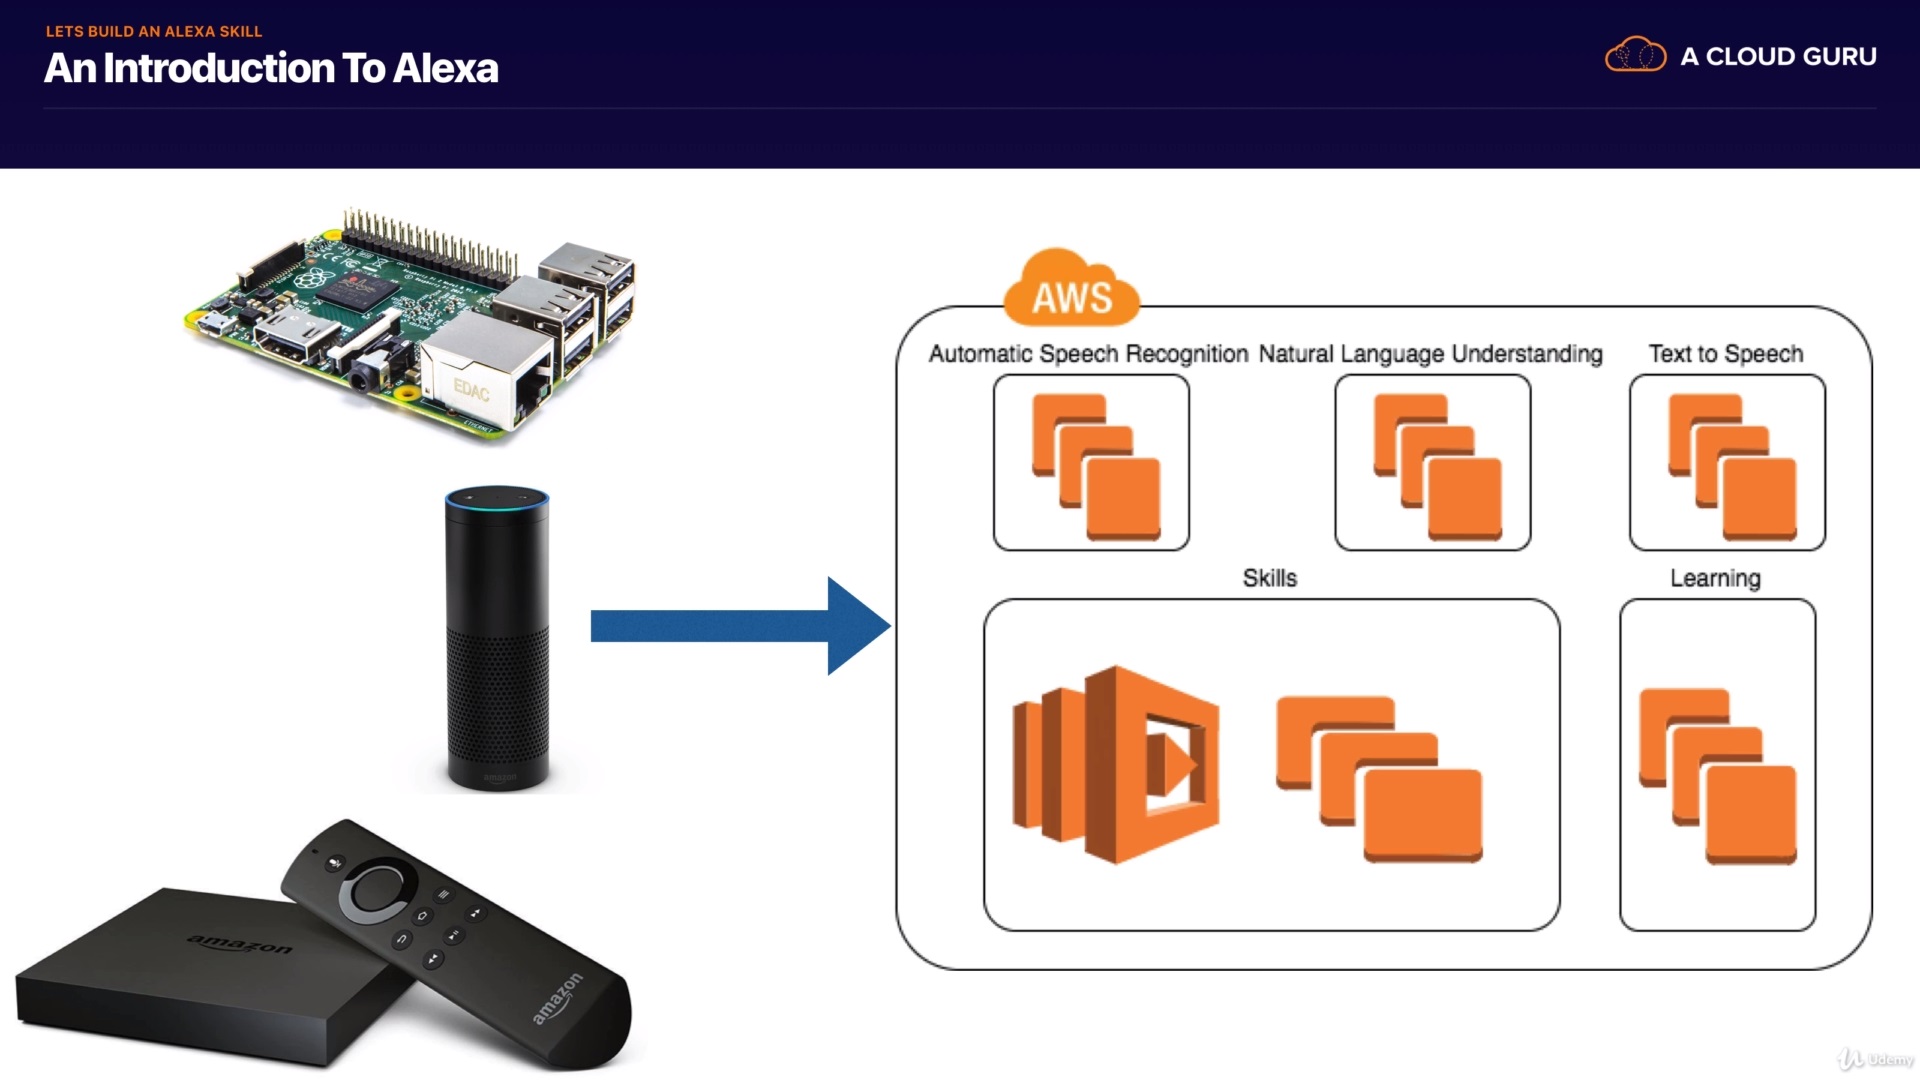 LETS BUILD AN ALEXA SKILL
An Introduction To Alexa
A CLOUD GURU
EDAC
ETHERNET
amazon
amazon
amazon
AWS
Automatic Speech Recognition
Natural Language Understanding
Text to Speech
Skills
Learning
Udemy